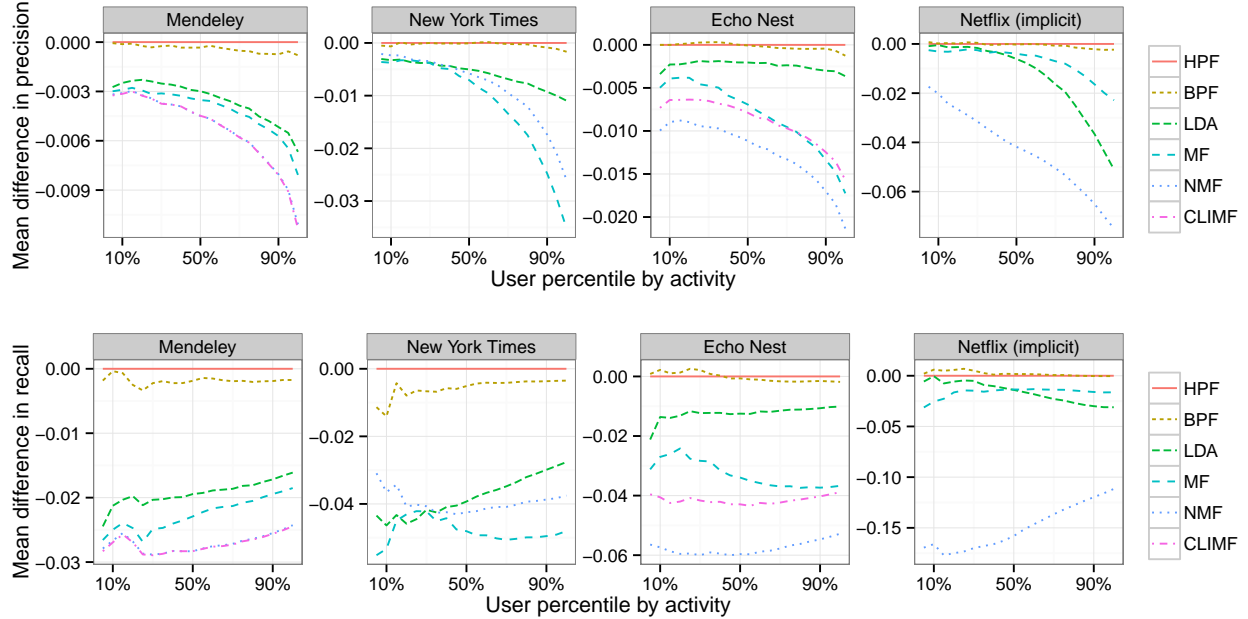 Mendeley New York Times Echo Nest Netflix (implicit)
Mean difference in precision
0.000 −0.003 −0.006 −0.009
0.00 −0.01 −0.02 −0.03
0.000 −0.005 −0.010 −0.015 −0.020
0.00 −0.02 −0.04 −0.06
10% 50% 90% 10% 50% 90% 10% 50% 90% 10% 50% 90%
User percentile by activity
HPF
BPF
LDA
MF
NMF
CLIMF
Mendeley New York Times Echo Nest Netflix (implicit)
Mean difference in recall
0.00 −0.01 −0.02 −0.03
0.00 −0.02 −0.04
0.00 −0.02 −0.04 −0.06
0.00 −0.05 −0.10 −0.15
10% 50% 90% 10% 50% 90% 10% 50% 90% 10% 50% 90%
User percentile by activity
HPF
BPF
LDA
MF
NMF
CLIMF